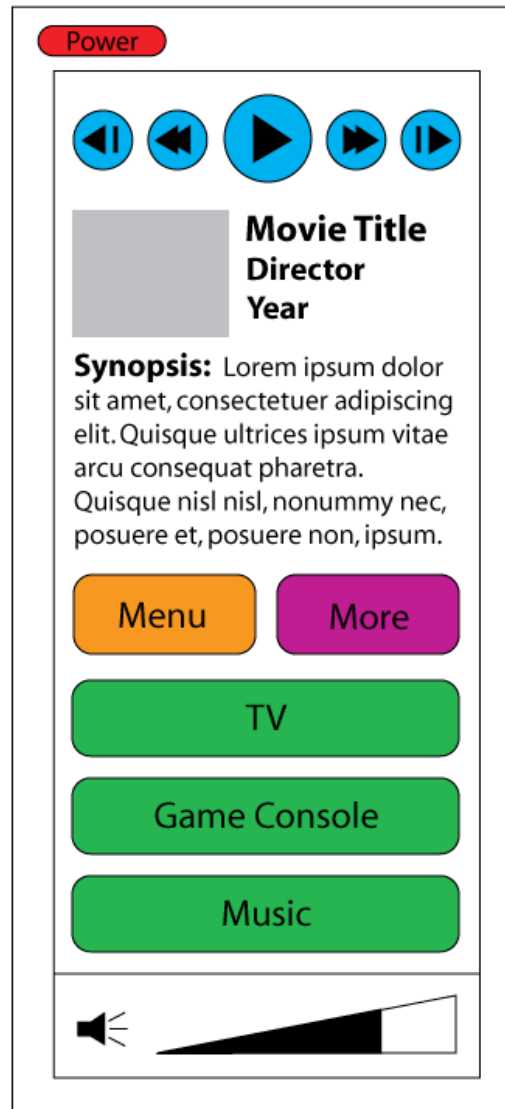 Power
Movie Title
Director
Year
Synopsis: Lorem ipsum dolor
sit amet, consectetuer adipiscing
elit. Quisque ultrices ipsum vitae
arcu consequat pharetra.
Quisque nisl nisl, nonummy nec,
posuere et, posuere non, ipsum.
Menu
More
TV
Game Console
Music